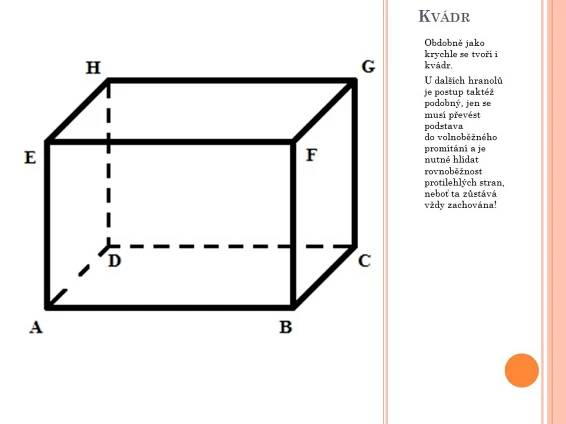 KVÁDR
Obdobně jako
krychle se tvoří i
kvádr.
U dalších hranolů
je postup taktéž
podobný, jen se
musí převést
podstava
do volnoběžného
promítání a je
nutné hlídat
rovnoběžnost
protilehlých stran,
neboť ta zůstává
vždy zachována!
H
G
E
F
D
C
A
B